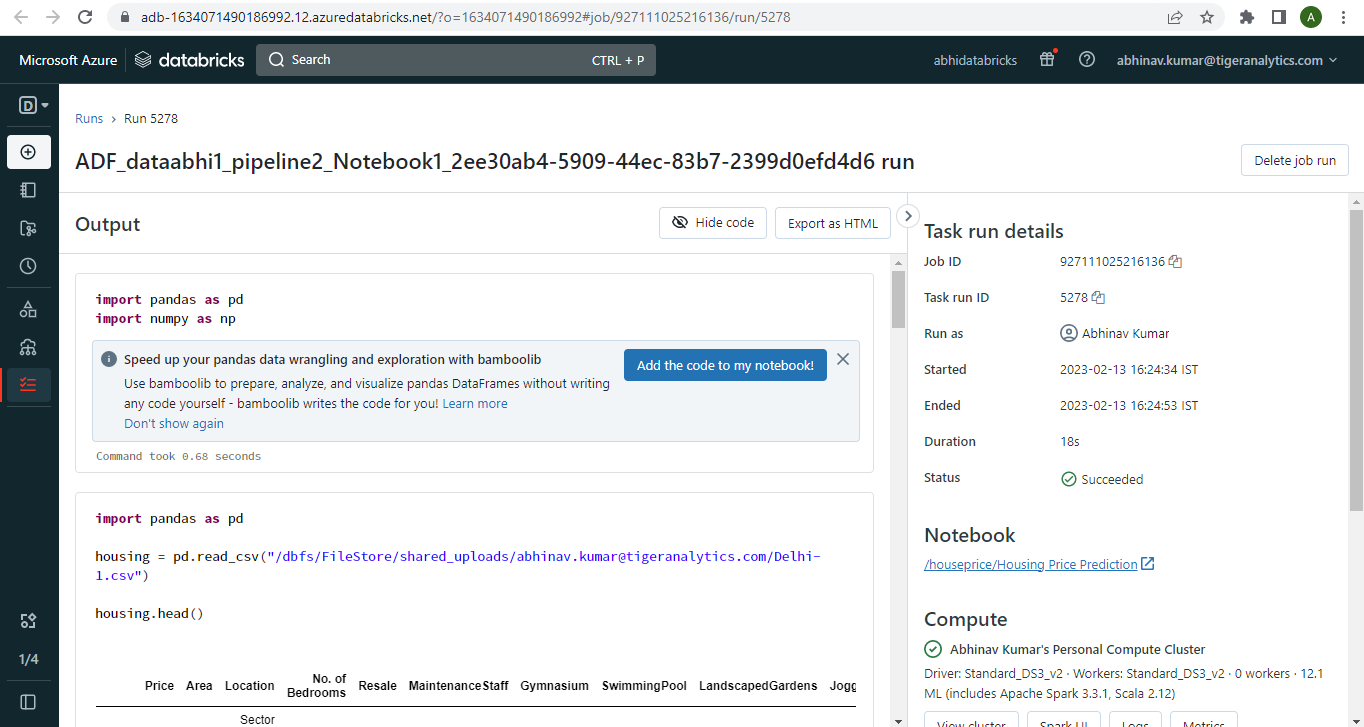 adb-1634071490186992.12.azuredatabricks.net/?o=1634071490186992#job/927111025216136/run/5278
A
Microsoft Azure
databricks
Search
CTRL + P
abhidatabricks
abhinav.kumar@tigeranalytics.com
D
Runs › Run 5278
ADF_dataabhi1_pipeline2_Notebook1_2ee30ab4-5909-44ec-83b7-2399d0efd4d6 run
Delete job run
Output
Hide code
Export as HTML
import pandas as pd
import numpy as np
Speed up your pandas data wrangling and exploration with bamboolib
Use bamboolib to prepare, analyze, and visualize pandas DataFrames without writing
any code yourself - bamboolib writes the code for you! Learn more
Don't show again
Add the code to my notebook!
Command took 0.68 seconds
import pandas as pd
housing = pd.read_csv("/dbfs/FileStore/shared_uploads/abhinav.kumar@tigeranalytics.com/Delhi-
1.csv")
housing.head()
Price Area Location No. of Bedrooms Resale MaintenanceStaff Gymnasium SwimmingPool LandscapedGardens Jogg
Sector
Task run details
Job ID 927111025216136
Task run ID 5278
Run as Abhinav Kumar
Started 2023-02-13 16:24:34 IST
Ended 2023-02-13 16:24:53 IST
Duration 18s
Status Succeeded
Notebook
/houseprice/Housing Price Prediction
Compute
Abhinav Kumar's Personal Compute Cluster
Driver: Standard_DS3_v2 · Workers: Standard_DS3_v2 · 0 workers · 12.1
ML (includes Apache Spark 3.3.1, Scala 2.12)
View cluster
Spark UI
Logs
Metrics
1/4